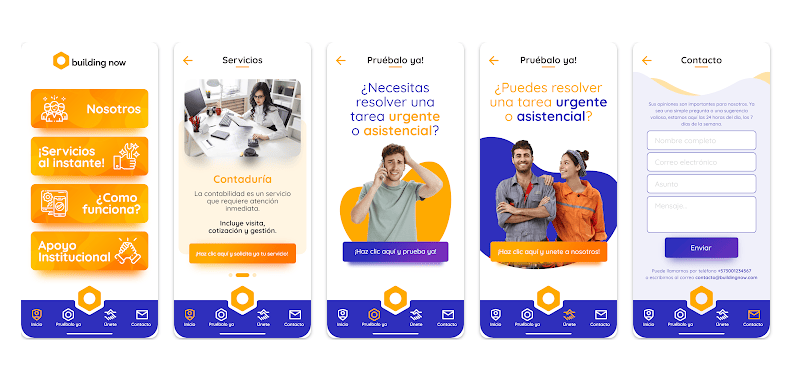 building now
Nosotros
¡Servicios
al instante!
¿Como
funciona?
Apoyo
Institucional
Inicio
Pruébalo ya
Únete
Contacto
Servicios
Contaduría
La contabilidad es un servicio
que requiere atención
inmediata.
Incluye visita,
cotización y gestión.
¡Haz clic aquí y solicita ya tu servicio!
Inicio
Pruébalo ya
Únete
Contacto
Pruébalo ya!
¿Necesitas
resolver una
tarea urgente
o asistencial?
¡Haz clic aquí y prueba ya!
Inicio
Pruébalo ya
Únete
Contacto
Pruébalo ya!
¿Puedes resolver
una tarea urgente
o asistencial?
¡Haz clic aquí y unete a nosotros!
Inicio
Pruébalo ya
Únete
Contacto
Contacto
Sus opiniones son importantes para nosotros. Ya
sea una simple pregunta o una sugerencia
valiosa, estamos aquí las 24 horas del día, los 7
días de la semana.
Nombre completo
Correo electrónico
Asunto
Mensaje.
Enviar
Puede llamarnos por teléfono +573001234567
o escribirnos al correo contacto@buildingnow.com
Inicio
Pruébalo ya
Únete
Contacto